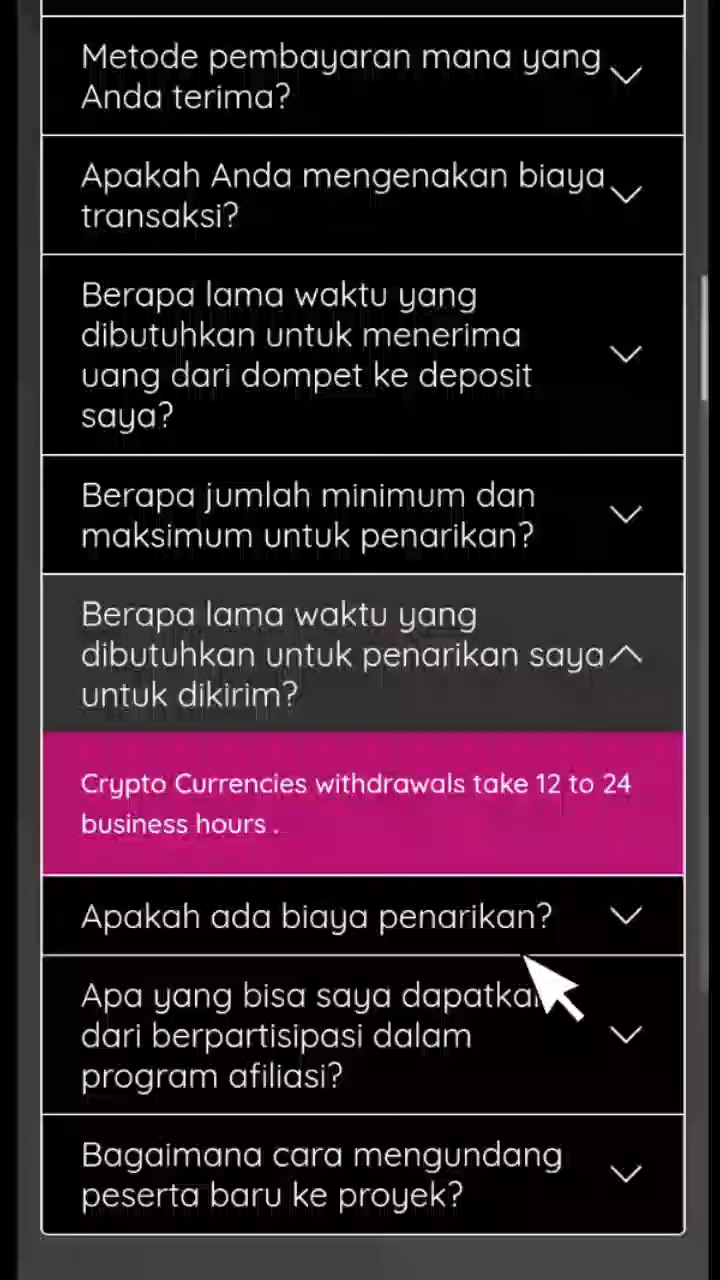 Metode pembayaran mana yang
Anda terima?
Apakah Anda mengenakan biaya
transaksi?
Berapa lama waktu yang
dibutuhkan untuk menerima
uang dari dompet ke deposit
saya?
Berapa jumlah minimum dan
maksimum untuk penarikan?
Berapa lama waktu yang
dibutuhkan untuk penarikan saya
untuk dikirim?
Crypto Currencies withdrawals take 12 to 24
business hours .
Apakah ada biaya penarikan?
Apa yang bisa saya dapatkan
dari berpartisipasi dalam
program afiliasi?
Bagaimana cara mengundang
peserta baru ke proyek?